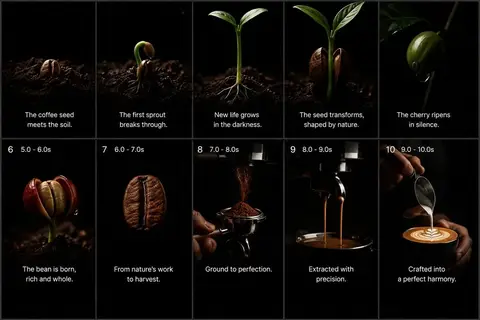 The coffee seed
meets the soil.
The first sprout
breaks through.
New life grows
in the darkness.
The seed transforms,
shaped by nature.
The cherry ripens
in silence.
6 5.0 - 6.0s
The bean is born,
rich and whole.
7 6.0 - 7.0s
From nature's work
to harvest.
8 7.0 - 8.0s
Ground to perfection.
9 8.0 - 9.0s
Extracted with
precision.
10 9.0 - 10.0s
Crafted into
a perfect harmony.